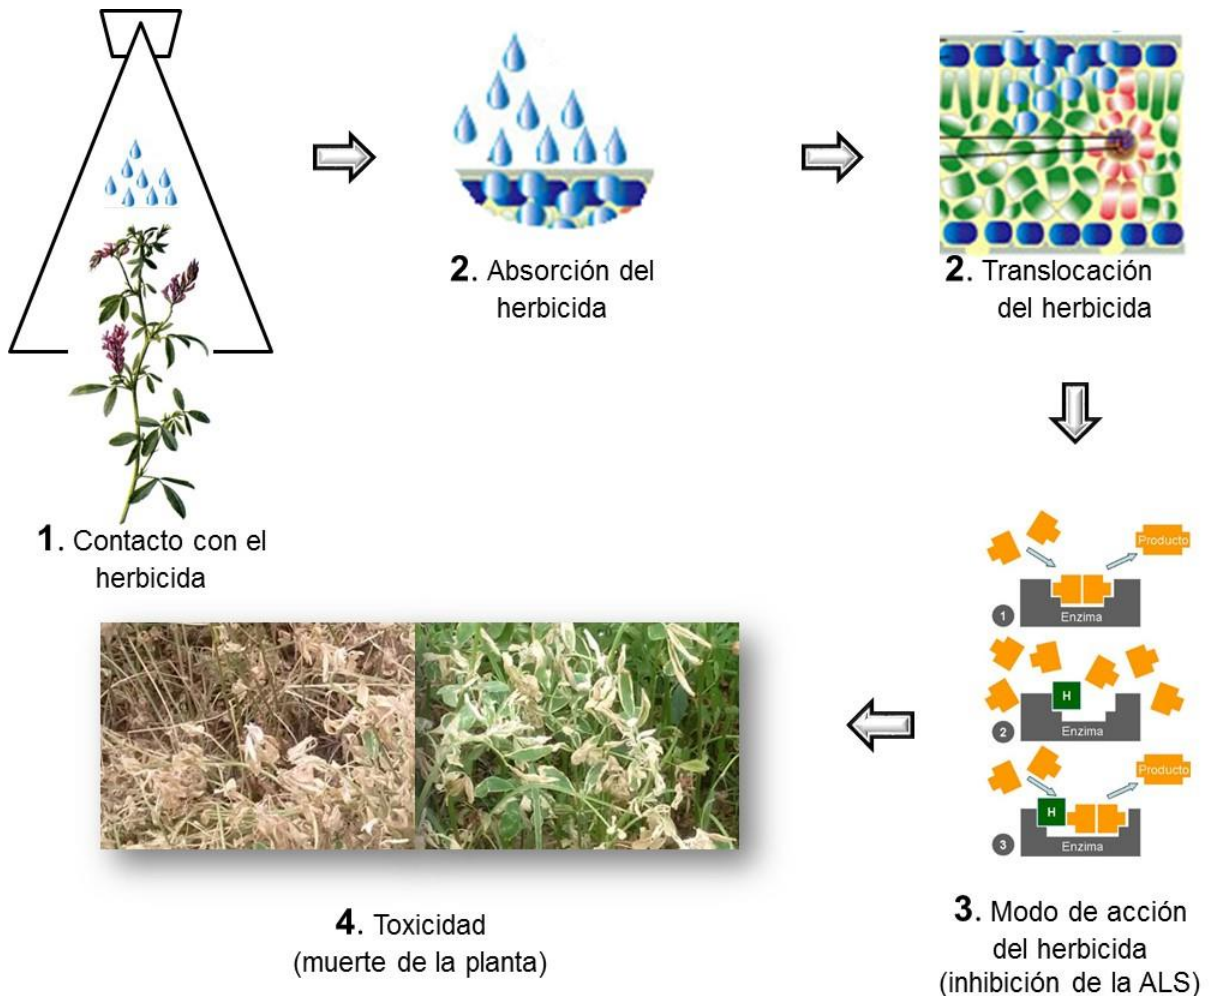 1. Contacto con el
herbicida
2. Absorción del
herbicida
2. Translocación
del herbicida
Producto
1
Enzima
H
2
Enzima
Producto
H
3
Enzima
3. Modo de acción
del herbicida
(inhibición de la ALS)
4. Toxicidad
(muerte de la planta)